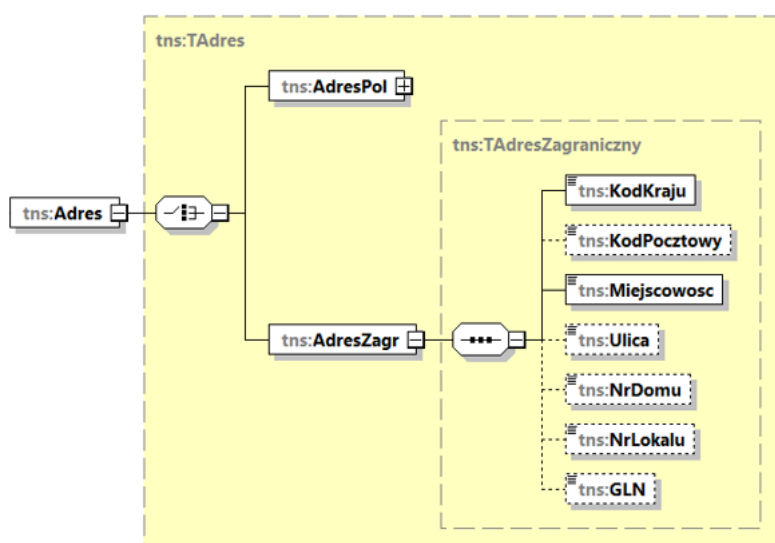 tns:TAdres
tns:AdresPol
tns:TAdresZagraniczny
tns:KodKraju
tns:KodPocztowy
tns:Adres
tns:Miejscowosc
tns:AdresZagr
tns:Ulica
tns:NrDomu
tns:NrLokalu
tns:GLN